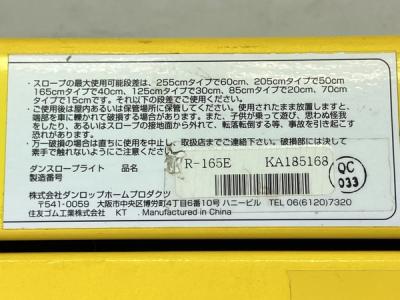 ・スロープの最大使用可能段差は、255cmタイプで60cm、205cmタイプで50cm
165cmタイプで40cm、125cmタイプで30cm、85cmタイプで20cm、70cm
タイプで15cmです。それ以下の段差でご使用ください。
・ご使用後は屋内あるいは保管場所に保管してください。使用されたまま放置しますと、
端部を車に轢かれて破損する場合がありますし、また、子供が乗って遊び、思わぬ怪我
をしたり、強風であおられスロープの接地面から外れて、転落転倒する等、事故を引き起こす
恐れがあります。
・万一破損の場合は直ちに使用を中止し、取扱店までご連絡下さい。破損個所は決して
素手で触れないようにご注意下さい。
ダンスロープライト R-165E KA185168
製造番号
QC
033
株式会社ダンロップホームプロダクツ
〒541-0059 大阪市中央区博労町4丁目6番10号 ハニービル TEL 06(6120)7320
住友ゴム工業株式会社 KT Manufactured in China